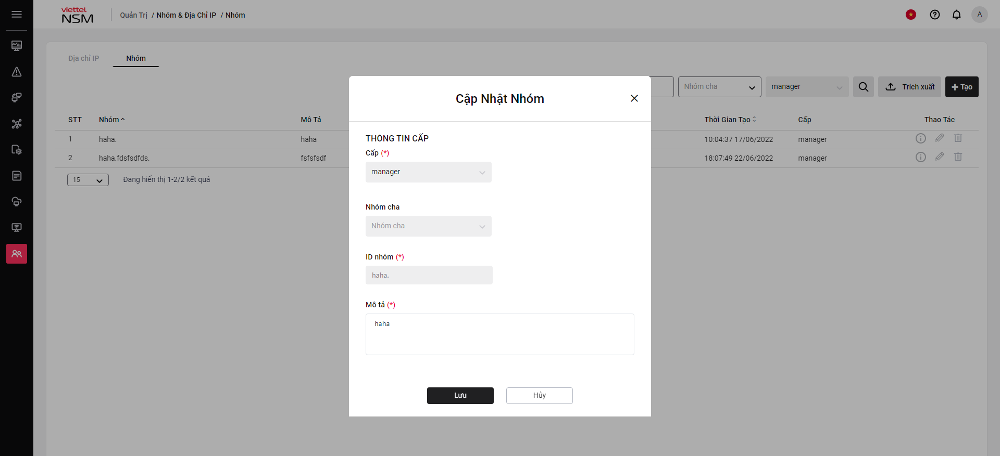 viettel
NSM
Quản Trị / Nhóm & Địa Chỉ IP / Nhóm
A
Địa chỉ IP
Nhóm
Nhóm cha
manager
Trích xuất
Tạo
STT
Nhóm
Mô Tả
Thời Gian Tạo
Cấp
Thao Tác
1
haha.
haha
10:04:37 17/06/2022
manager
2
haha.fdsfsdfds.
fsfsfsdf
18:07:49 22/06/2022
manager
15
Đang hiển thị 1-2/2 kết quả
Cập Nhật Nhóm
THÔNG TIN CẤP
Cấp (*)
manager
Nhóm cha
Nhóm cha
ID nhóm (*)
haha.
Mô tả (*)
haha
Lưu
Hủy